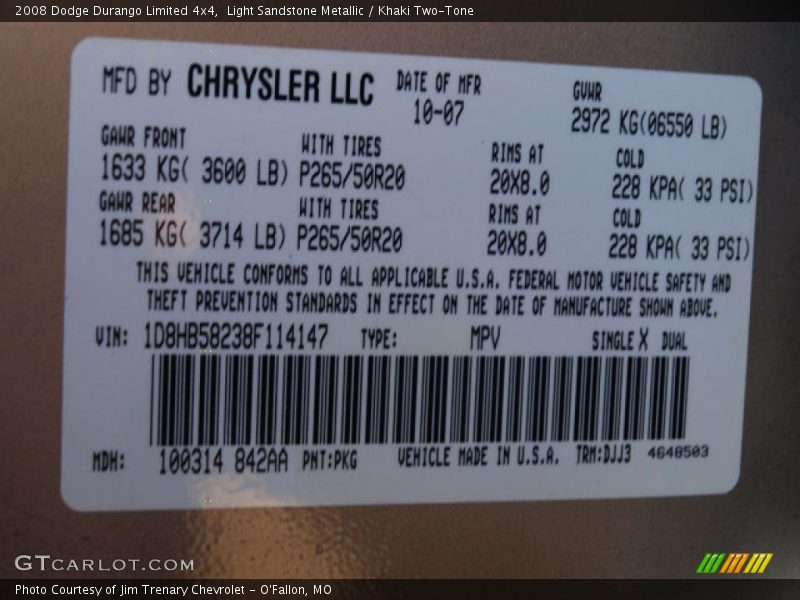 2008 Dodge Durango Limited 4x4, Light Sandstone Metallic / Khaki Two-Tone
MFD BY CHRYSLER LLC DATE OF MFR GVWR
10-07 2972 KG(06550 LB)
GAWR FRONT WITH TIRES RIMS AT COLD
1633 KG( 3600 LB) P265/50R20 20X8.0 228 KPA( 33 PSI)
GAWR REAR WITH TIRES RIMS AT COLD
1685 KG( 3714 LB) P265/50R20 20X8.0 228 KPA( 33 PSI)
THIS VEHICLE CONFORMS TO ALL APPLICABLE U.S.A. FEDERAL MOTOR VEHICLE SAFETY AND
THEFT PREVENTION STANDARDS IN EFFECT ON THE DATE OF MANUFACTURE SHOWN ABOVE.
VIN: 1D8HB58238F114147 TYPE: MPV SINGLE X DUAL
MDH: 100314 842AA PNT:PKG VEHICLE MADE IN U.S.A. TRM:DJJ3 4648503
GTCARLOT.COM
Photo Courtesy of Jim Trenary Chevrolet - O'Fallon, MO